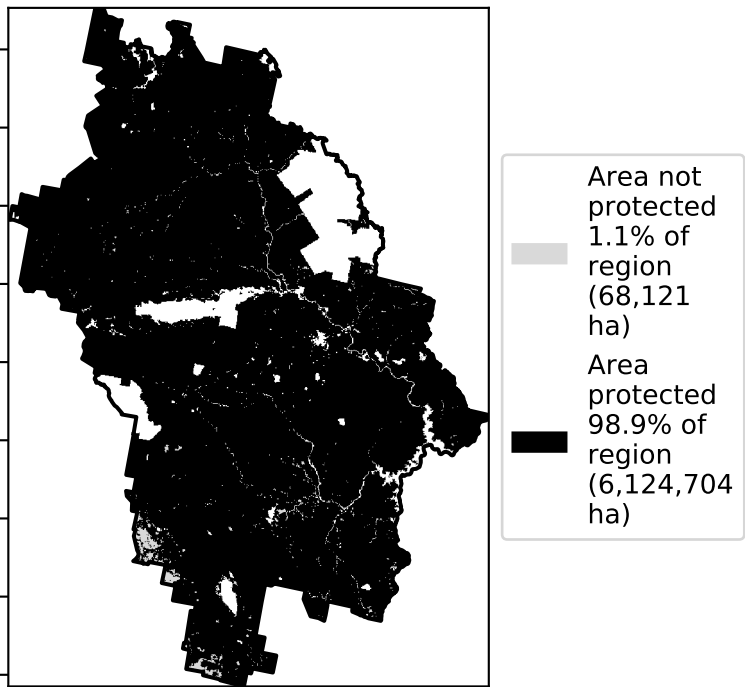 Area not
protected
1.1% of
region
(68,121
ha)
Area
protected
98.9% of
region
(6,124,704
ha)